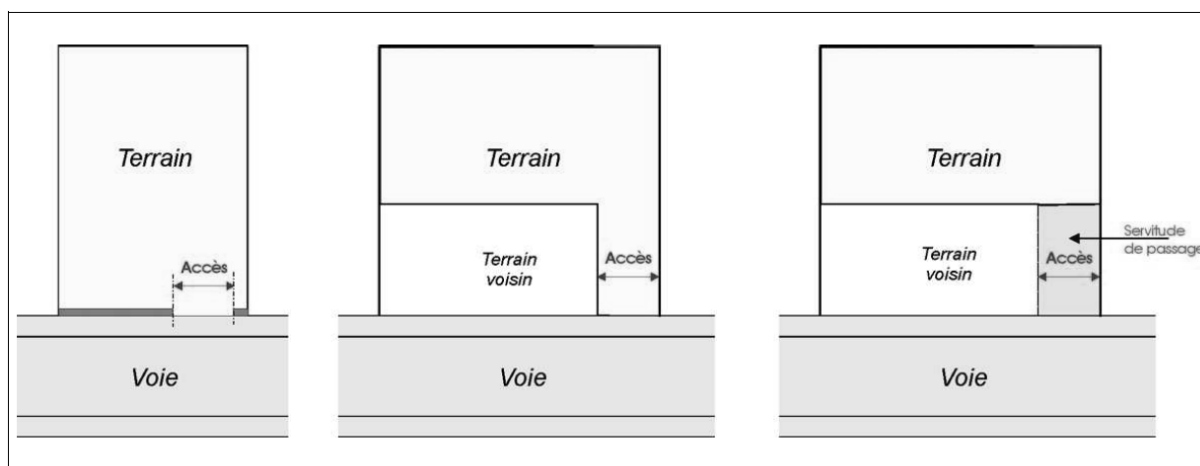 Terrain
Accès
Voie
Terrain
Terrain
voisin
Accès
Voie
Terrain
Terrain
voisin
Accès
Servitude
de passage
Voie